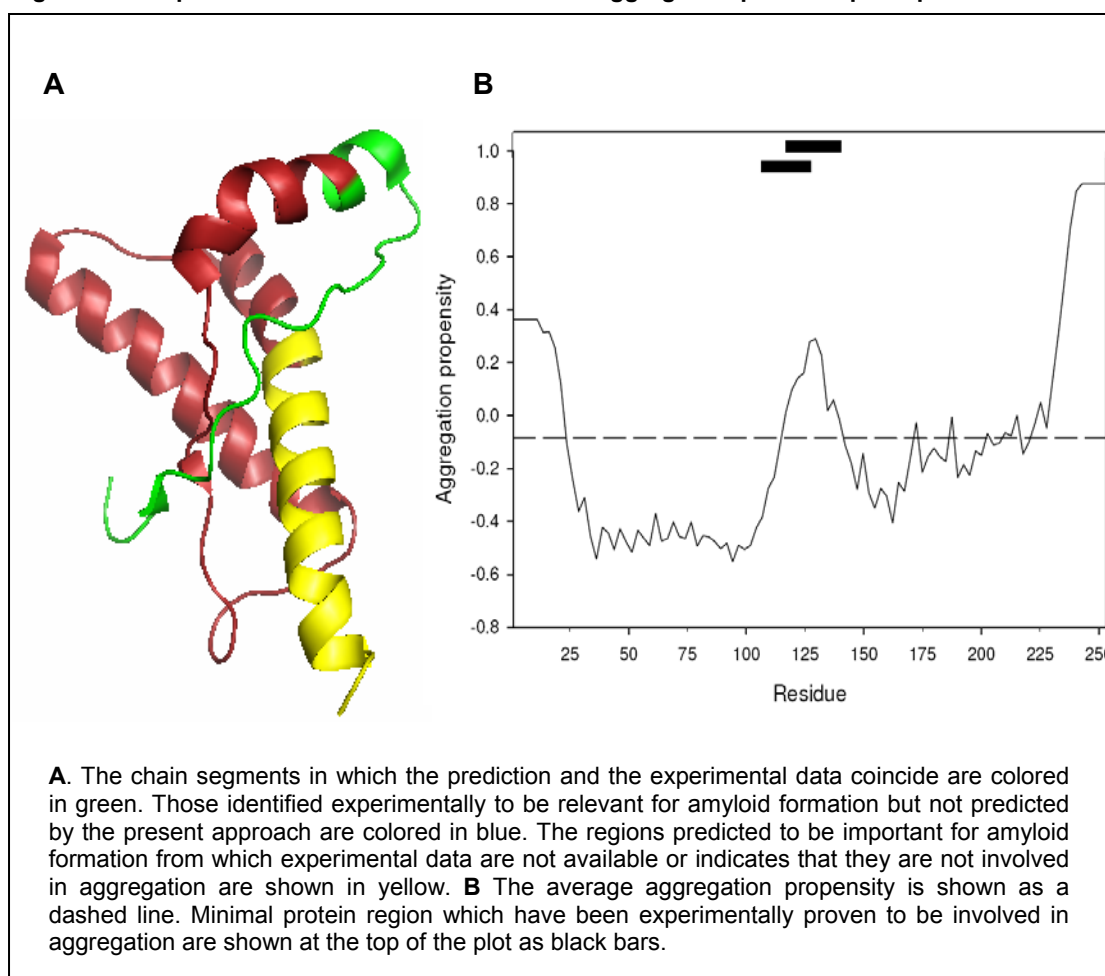 A
B
1.0
0.8
0.6
0.4
0.2
0.0
-0.2
-0.4
-0.6
-0.8
Aggregation propensity
25 50 75 100 125 150 175 200 225 250
Residue
A. The chain segments in which the prediction and the experimental data coincide are colored
in green. Those identified experimentally to be relevant for amyloid formation but not predicted
by the present approach are colored in blue. The regions predicted to be important for amyloid
formation from which experimental data are not available or indicates that they are not involved
in aggregation are shown in yellow. B The average aggregation propensity is shown as a
dashed line. Minimal protein region which have been experimentally proven to be involved in
aggregation are shown at the top of the plot as black bars.